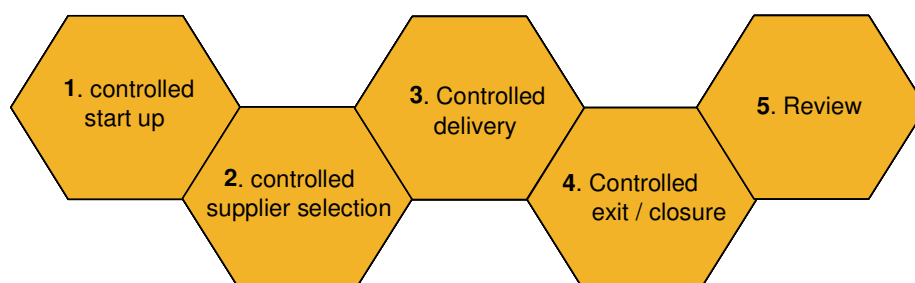 1. controlled
start up
2. controlled
supplier selection
3. Controlled
delivery
4. Controlled
exit / closure
5. Review